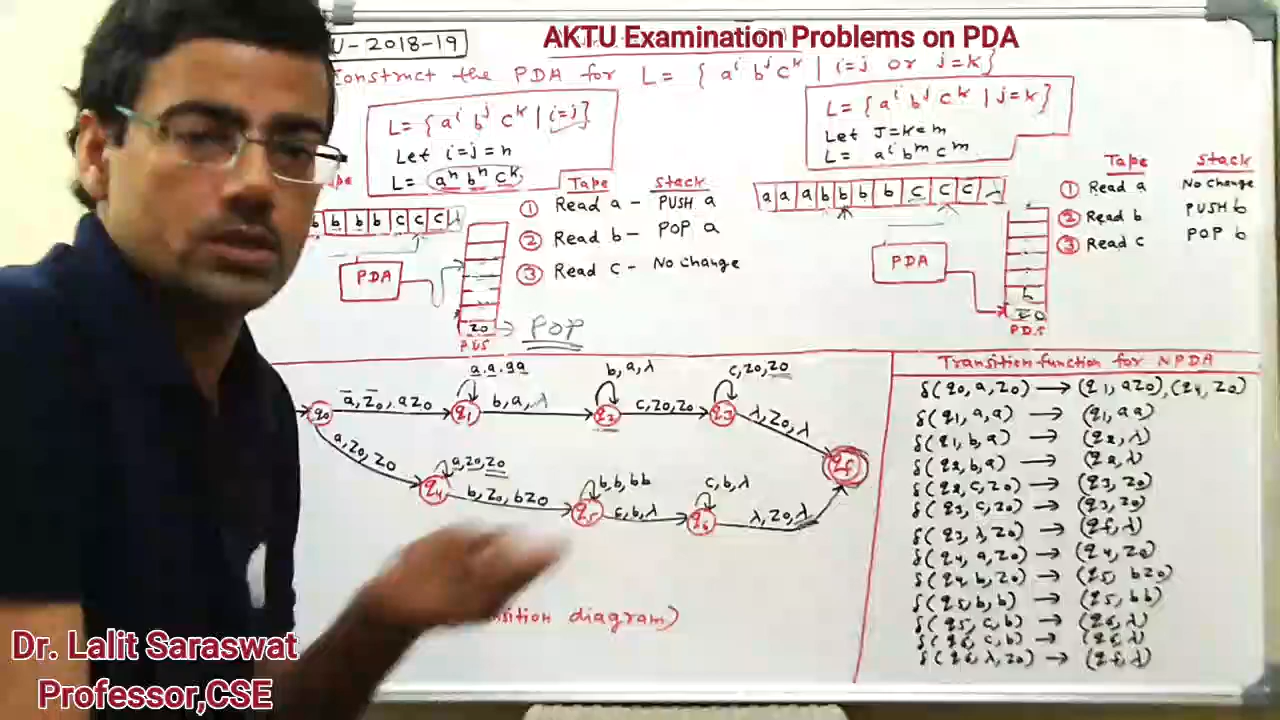 AKTU Examination Problems on PDA
U-2018-19
Construct the PDA for L = { a^i b^j c^k | i=j or j=k }
L = { a^i b^j c^k | i=j }
Let i=j=n
L = a^n b^n c^k
L = { a^i b^j c^k | j=k }
Let J=K=m
L = a^i b^m c^m
Tape Stack
① Read a - PUSH a
② Read b - POP a
③ Read c - No change
b b b b c c c λ
PDA
z0 → POP
PDS
Tape Stack
① Read a No change
② Read b PUSH b
③ Read c POP b
a a a b b b b c c c λ
PDA
b
z0
PDS
q0
a, z0, az0
q1
a, a, aa
b, a, λ
q2
b, a, λ
c, z0, z0
q3
c, z0, z0
λ, z0, λ
qf
a, z0, z0
q4
a, z0, z0
b, z0, bz0
q5
b, b, bb
c, b, λ
q6
c, b, λ
λ, z0, λ
sition diagram)
Transition function for NPDA
δ(q0, a, z0) → (q1, az0), (q4, z0)
δ(q1, a, a) → (q1, aa)
δ(q1, b, a) → (q2, λ)
δ(q2, b, a) → (q2, λ)
δ(q2, c, z0) → (q3, z0)
δ(q3, c, z0) → (q3, z0)
δ(q3, λ, z0) → (qf, λ)
δ(q4, a, z0) → (q4, z0)
δ(q4, b, z0) → (q5, bz0)
δ(q5, b, b) → (q5, bb)
δ(q5, c, b) → (q6, λ)
δ(q6, c, b) → (q6, λ)
δ(q6, λ, z0) → (qf, λ)
Dr. Lalit Saraswat
Professor,CSE